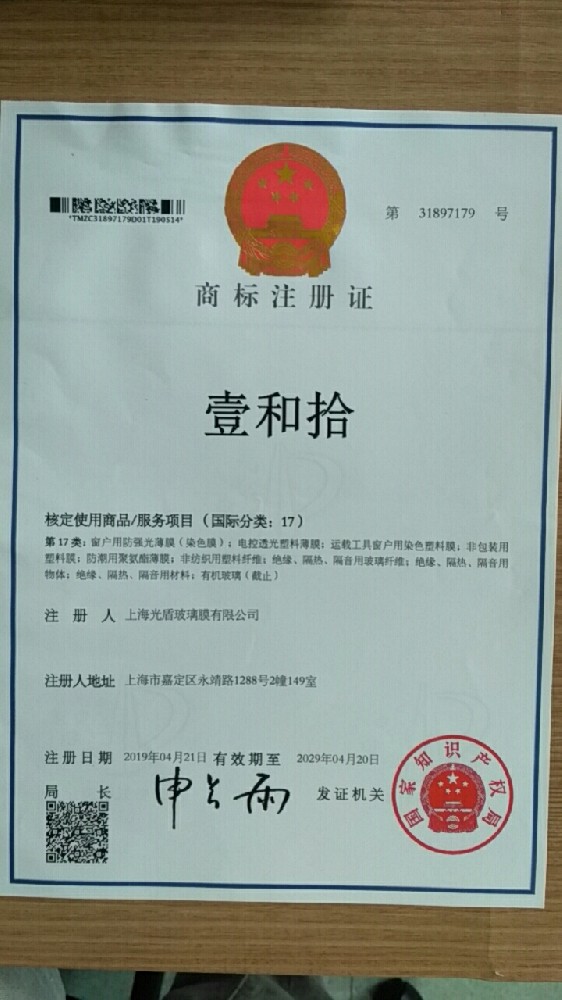 *TMZC31897179D01T190514*
第 31897179 号
商标注册证
壹和拾
核定使用商品/服务项目（国际分类：17）
第 17 类：窗户用防强光薄膜（染色膜）；电控透光塑料薄膜；运载工具窗户用染色塑料膜；非包装用
塑料膜；防潮用聚氨酯薄膜；非纺织用塑料纤维；绝缘、隔热、隔音用玻璃纤维；绝缘、隔热、隔音用
物体；绝缘、隔热、隔音用材料；有机玻璃（截止）
注册人 上海光盾玻璃膜有限公司
注册人地址 上海市嘉定区永靖路1288号2幢149室
注册日期 2019年04月21日 有效期至 2029年04月20日
局长 申长雨 发证机关
国家知识产权局